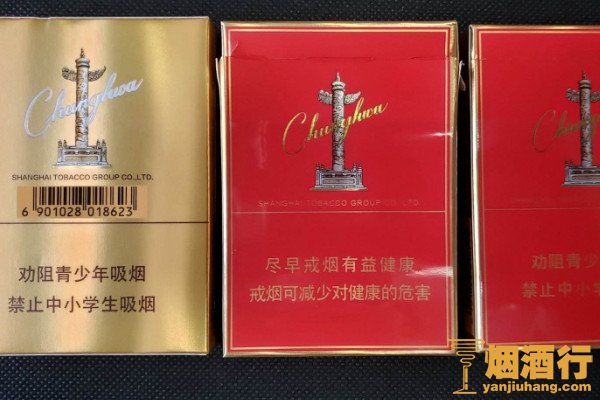 Chunghwa
SHANGHAI TOBACCO GROUP CO.,LTD.
6 901028 018623
劝阻青少年吸烟
禁止中小学生吸烟
Chunghwa
SHANGHAI TOBACCO GROUP CO., LTD.
尽早戒烟有益健康
戒烟可减少对健康的危害
Chunghwa
SHANGHAI TOBACCO
劝阻青少
禁止中小学
烟酒行
yanjiuhang.com